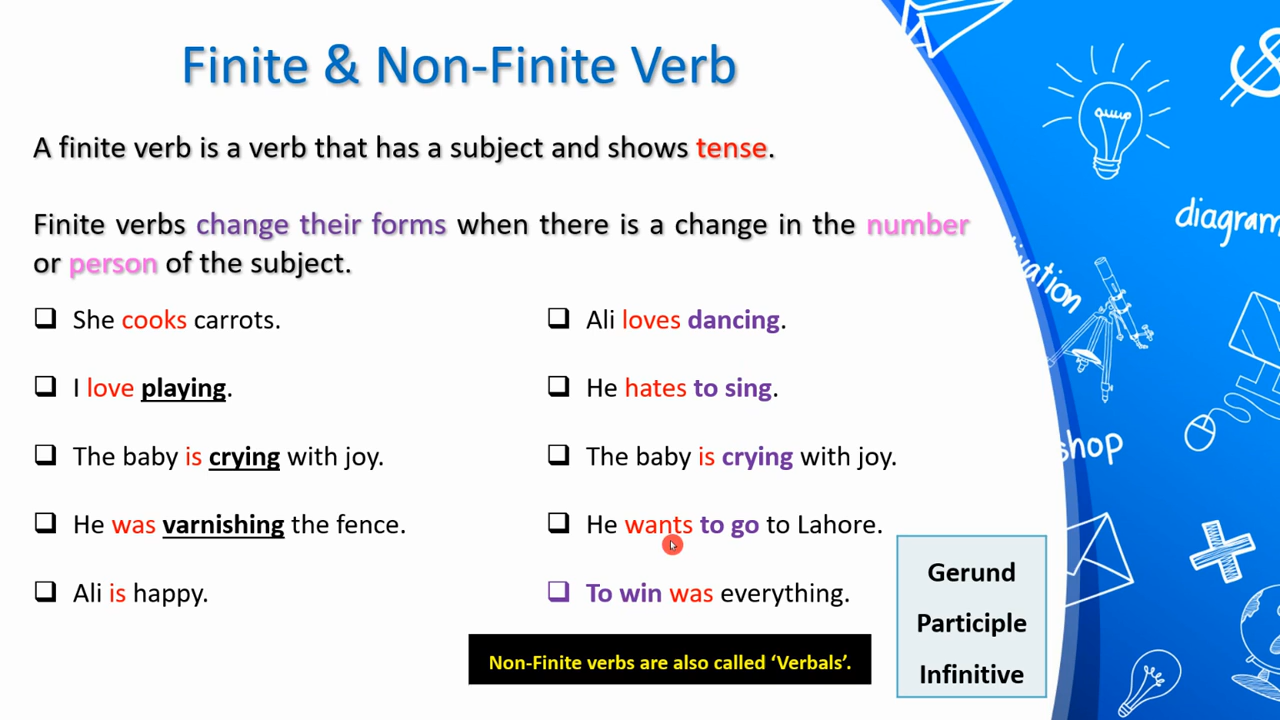 Finite & Non-Finite Verb
A finite verb is a verb that has a subject and shows tense.
Finite verbs change their forms when there is a change in the number
or person of the subject.
She cooks carrots.
I love playing.
The baby is crying with joy.
He was varnishing the fence.
Ali is happy.
Ali loves dancing.
He hates to sing.
The baby is crying with joy.
He wants to go to Lahore.
To win was everything.
Non-Finite verbs are also called ‘Verbals’.
Gerund
Participle
Infinitive
$
diagram
vation
shop